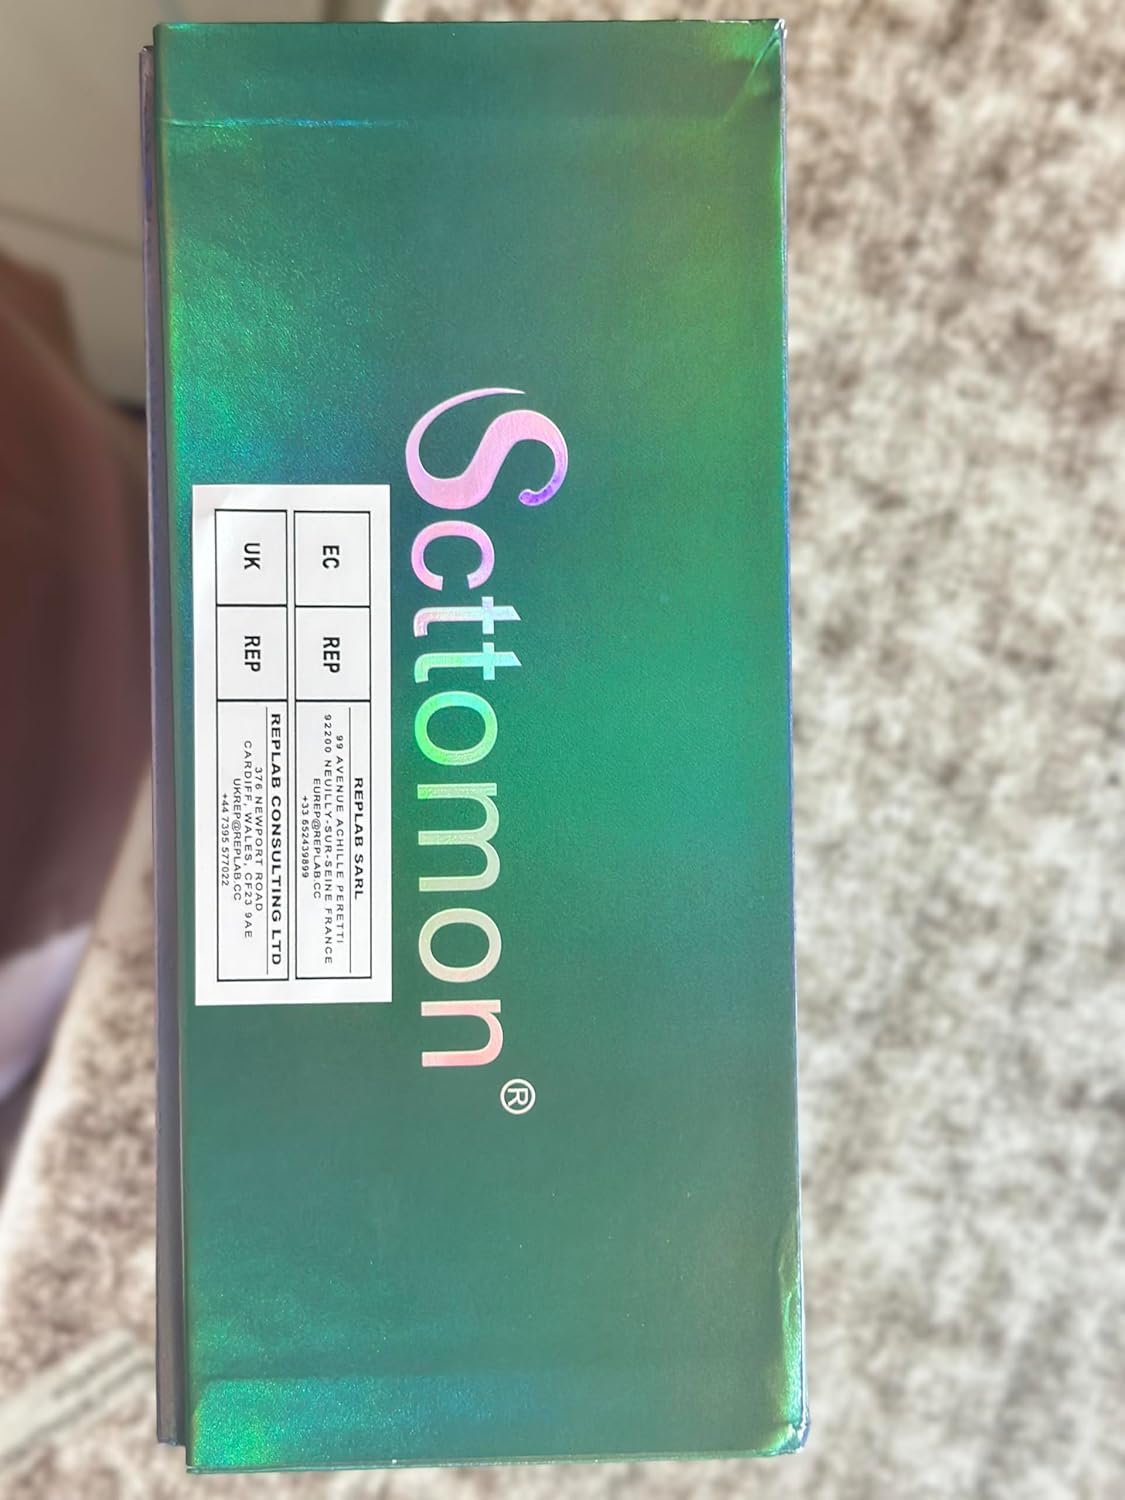 Scttomon®
EC REP
REPLAB SARL
99 AVENUE ACHILLE PERETTI
92200 NEUILLY-SUR-SEINE FRANCE
EUREP@REPLAB.CC
+33 652439899
UK REP
REPLAB CONSULTING LTD
376 NEWPORT ROAD
CARDIFF, WALES, CF23 9AE
UKREP@REPLAB.CC
+44 7395 577022